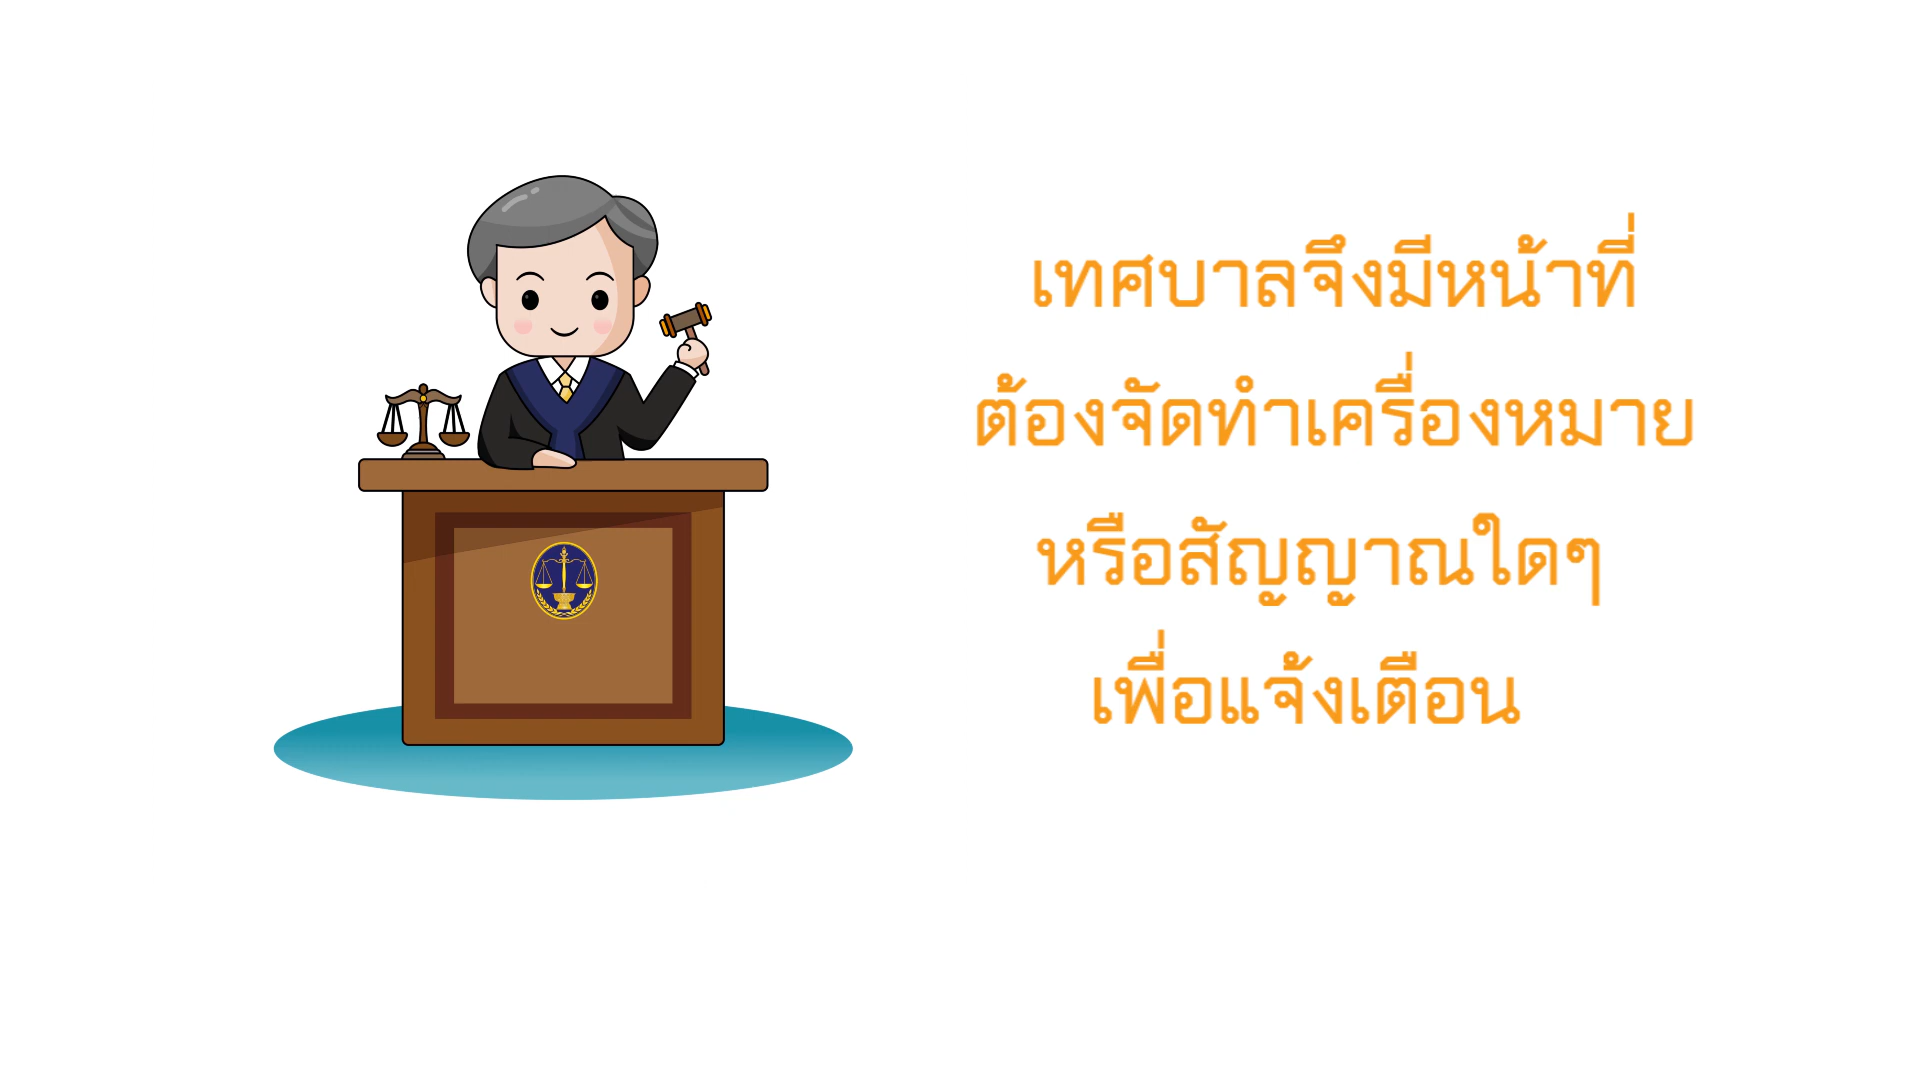 เทศบาลจึงมีหน้าที่
ต้องจัดทำเครื่องหมาย
หรือสัญญาณใดๆ
เพื่อแจ้งเตือน